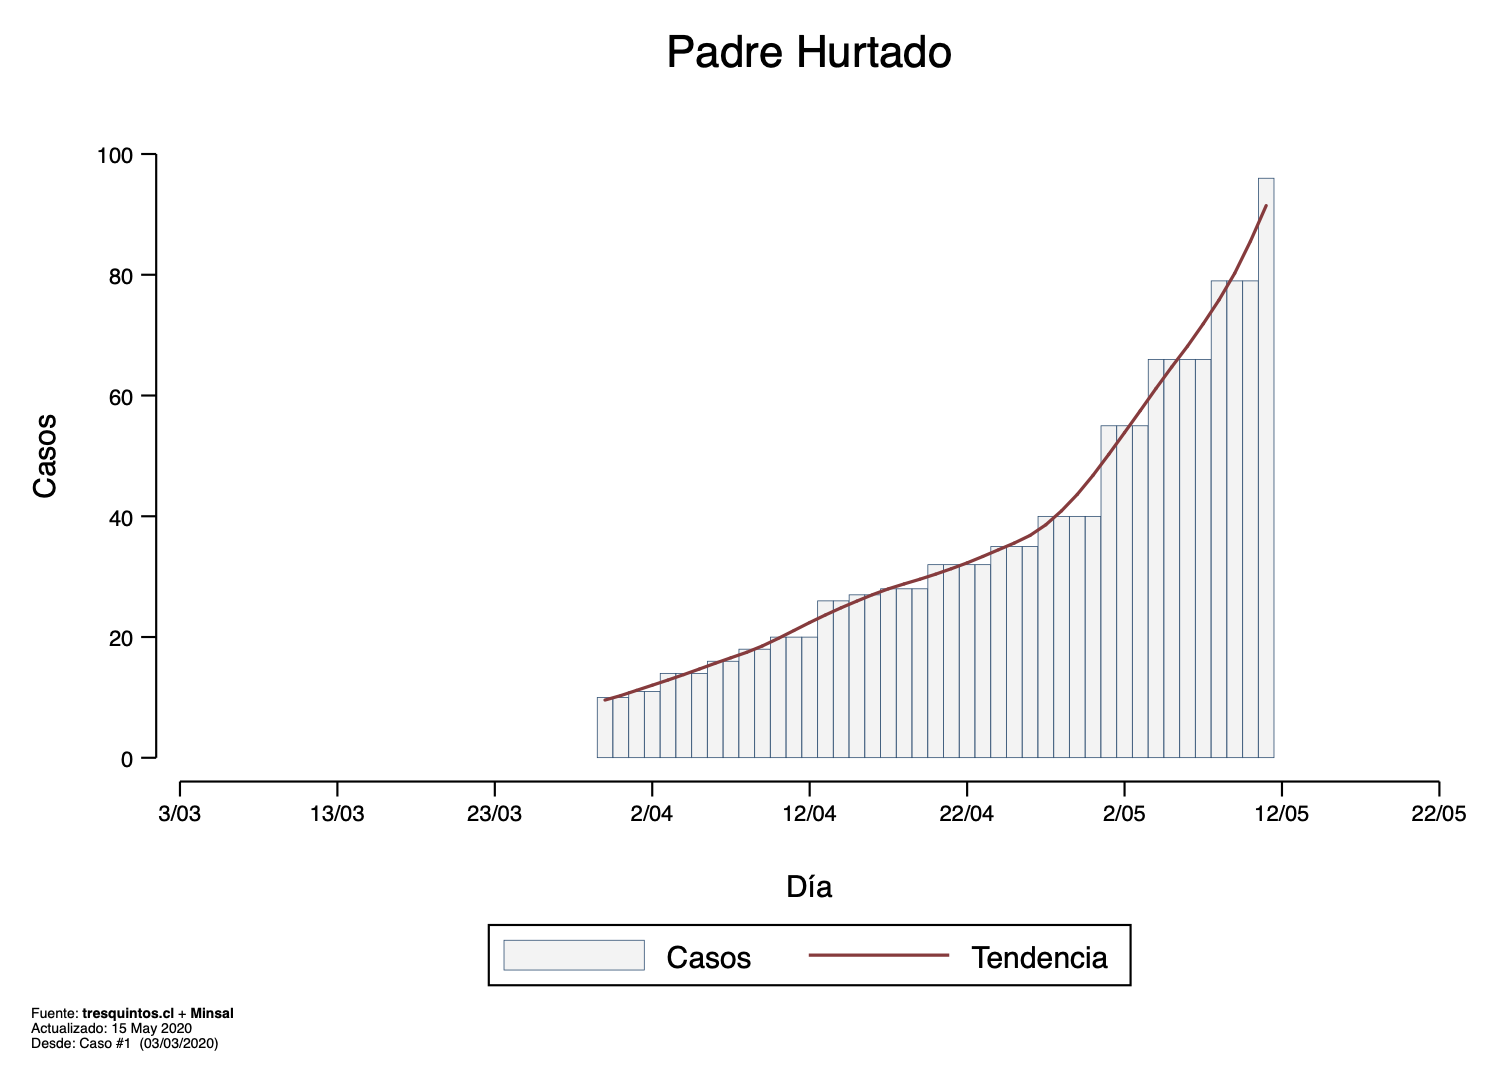 Padre Hurtado
100
80
60
40
20
0
Casos
3/03 13/03 23/03 2/04 12/04 22/04 2/05 12/05 22/05
Día
Casos Tendencia
Fuente: tresquintos.cl + Minsal
Actualizado: 15 May 2020
Desde: Caso #1 (03/03/2020)